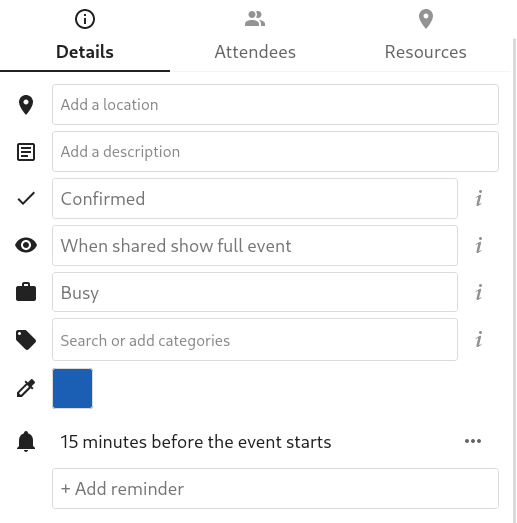 Details
Attendees
Resources
Add a location
Add a description
Confirmed
i
When shared show full event
i
Busy
i
Search or add categories
i
15 minutes before the event starts
+ Add reminder